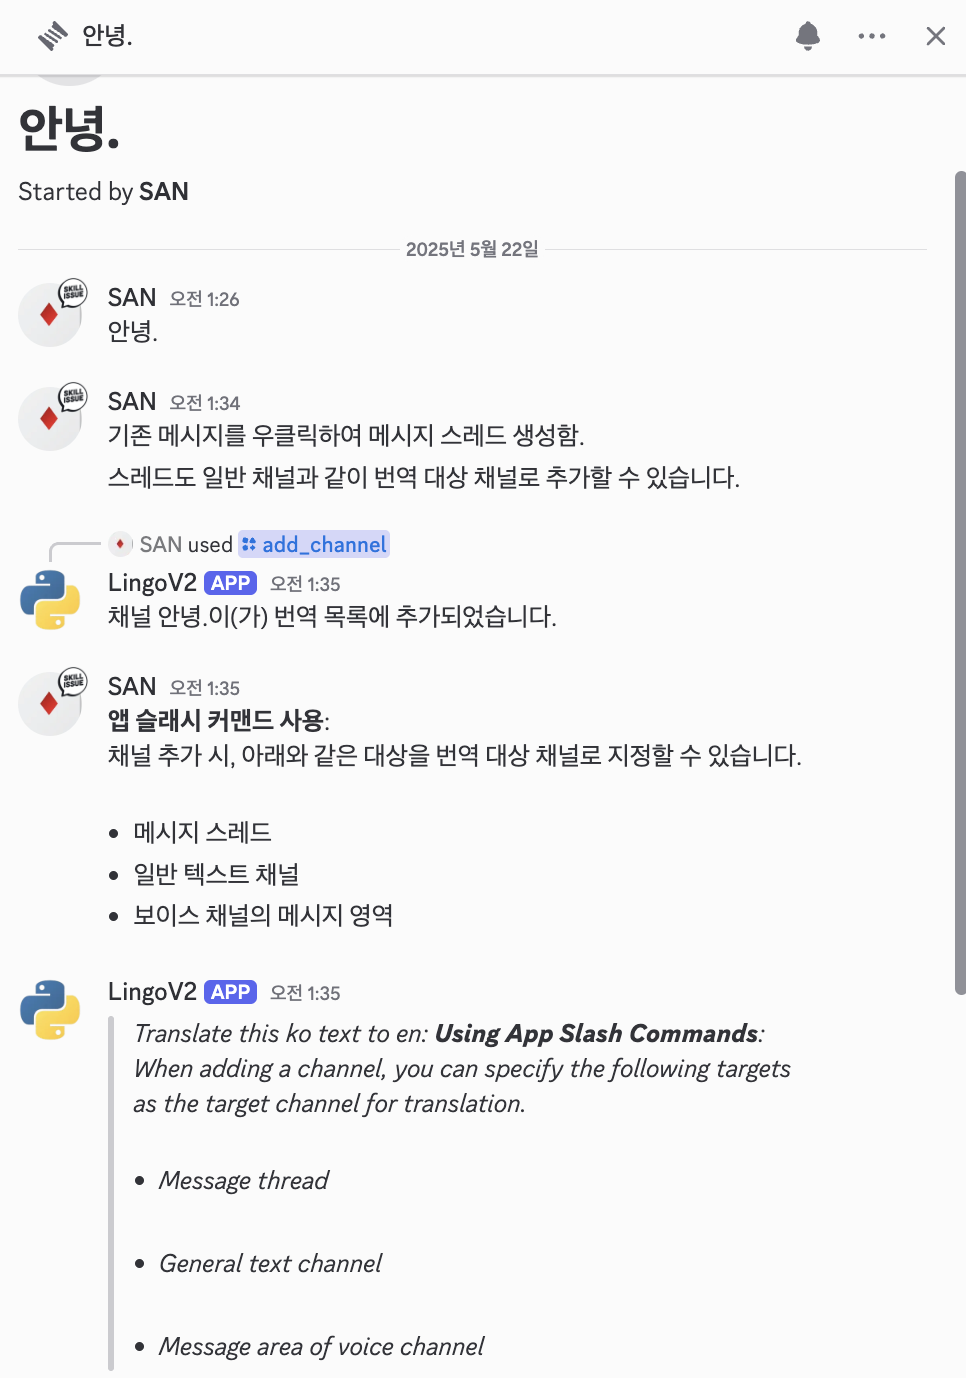 안녕.
안녕.
Started by SAN
2025년 5월 22일
SKILL
ISSUE
SAN 오전 1:26
안녕.
SKILL
ISSUE
SAN 오전 1:34
기존 메시지를 우클릭하여 메시지 스레드 생성함.
스레드도 일반 채널과 같이 번역 대상 채널로 추가할 수 있습니다.
SAN used add_channel
LingoV2 APP 오전 1:35
채널 안녕.이(가) 번역 목록에 추가되었습니다.
SKILL
ISSUE
SAN 오전 1:35
앱 슬래시 커맨드 사용:
채널 추가 시, 아래와 같은 대상을 번역 대상 채널로 지정할 수 있습니다.
• 메시지 스레드
• 일반 텍스트 채널
• 보이스 채널의 메시지 영역
LingoV2 APP 오전 1:35
Translate this ko text to en: Using App Slash Commands:
When adding a channel, you can specify the following targets
as the target channel for translation.
• Message thread
• General text channel
• Message area of voice channel